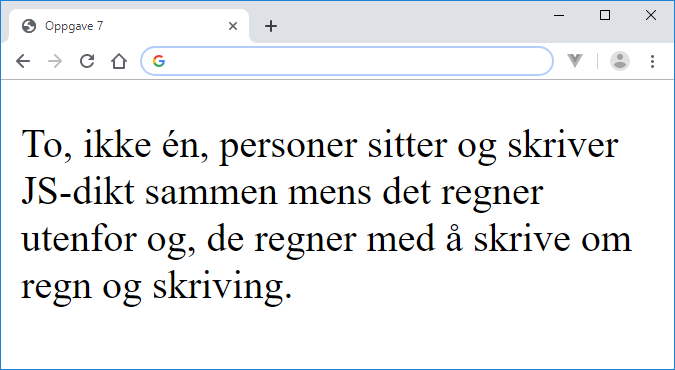 Oppgave 7
To, ikke én, personer sitter og skriver
JS-dikt sammen mens det regner
utenfor og, de regner med å skrive om
regn og skriving.